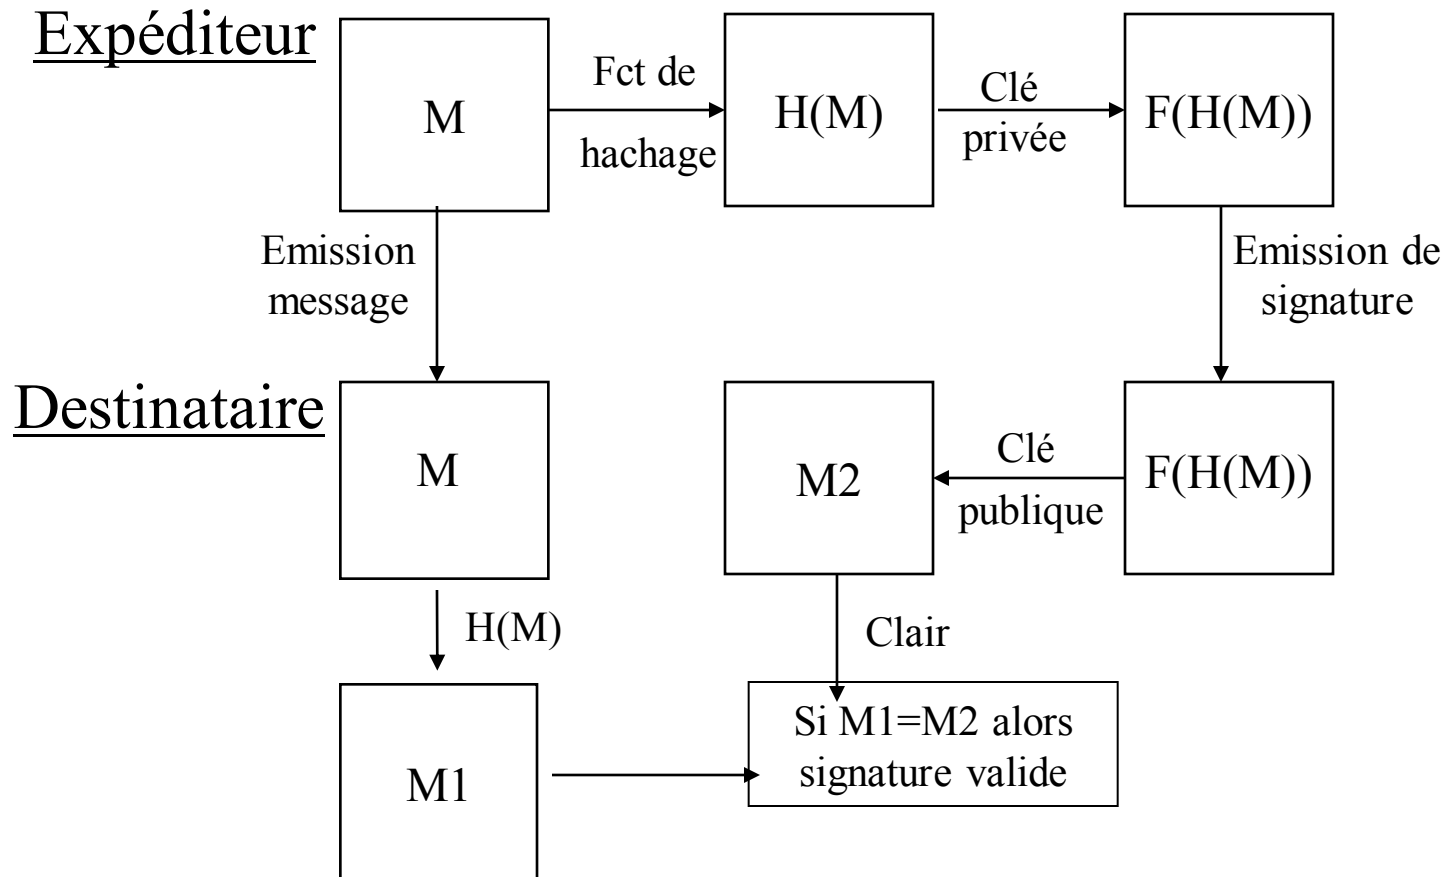 Expéditeur
M
Fct de
hachage
H(M)
Clé
privée
F(H(M))
Emission
message
Emission de
signature
Destinataire
M
M2
Clé
publique
F(H(M))
H(M)
Clair
M1
Si M1=M2 alors
signature valide